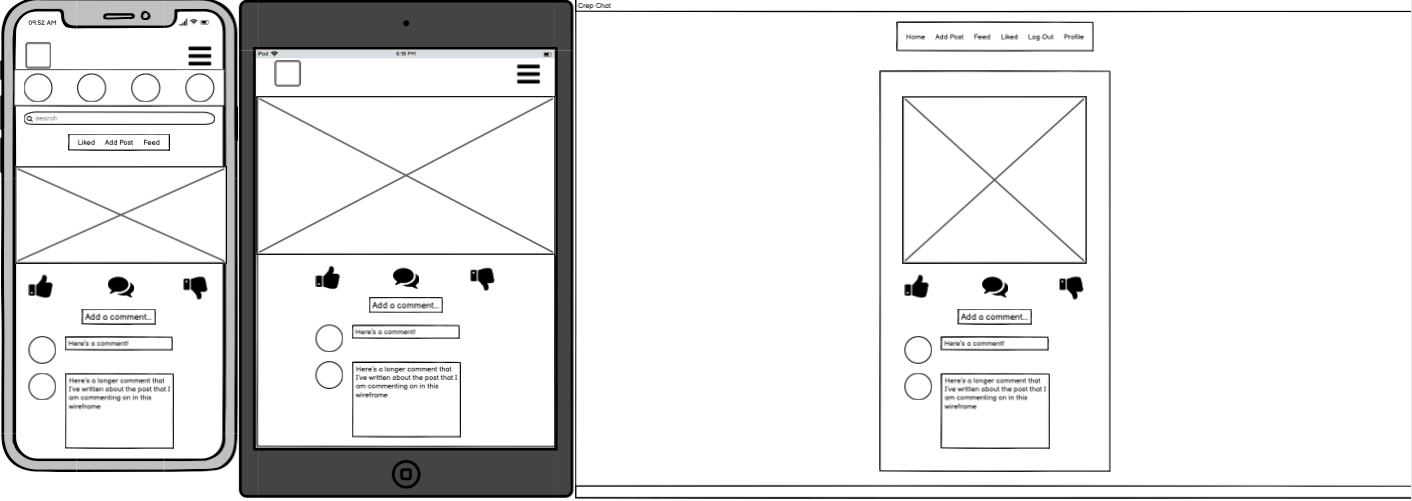 09:52 AM
search
Liked Add Post Feed
Add a comment...
Here's a comment!
Here's a longer comment that
I've written about the post that I
am commenting on in this
wireframe
iPod
6:18 PM
Add a comment...
Here's a comment!
Here's a longer comment that
I've written about the post that I
am commenting on in this
wireframe
Crep Chat
Home Add Post Feed Liked Log Out Profile
Add a comment...
Here's a comment!
Here's a longer comment that
I've written about the post that I
am commenting on in this
wireframe